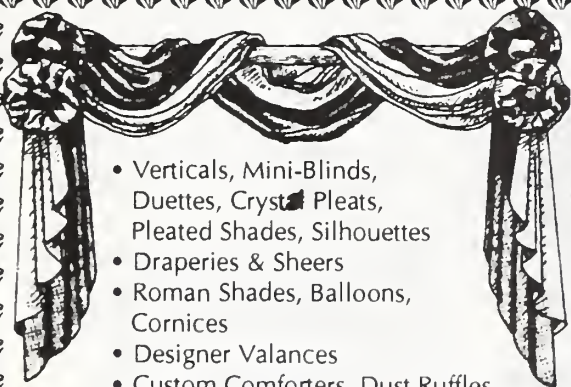 • Verticals, Mini-Blinds,
Duettes, Crystal Pleats,
Pleated Shades, Silhouettes
• Draperies & Sheers
• Roman Shades, Balloons,
Cornices
• Designer Valances
• Custom Comforters, Dust Ruffles